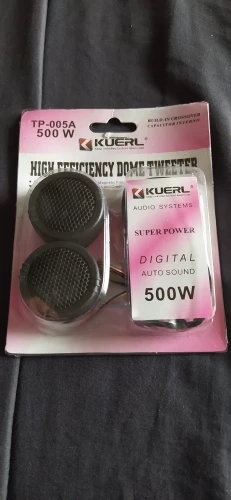 TP-005A
500 W
KUERL
BUILT-IN CROSSOVER
HIGH EFFICIENCY DOME TWEETER
KUERL
AUDIO SYSTEMS
SUPER POWER
DIGITAL
AUTO SOUND
500W